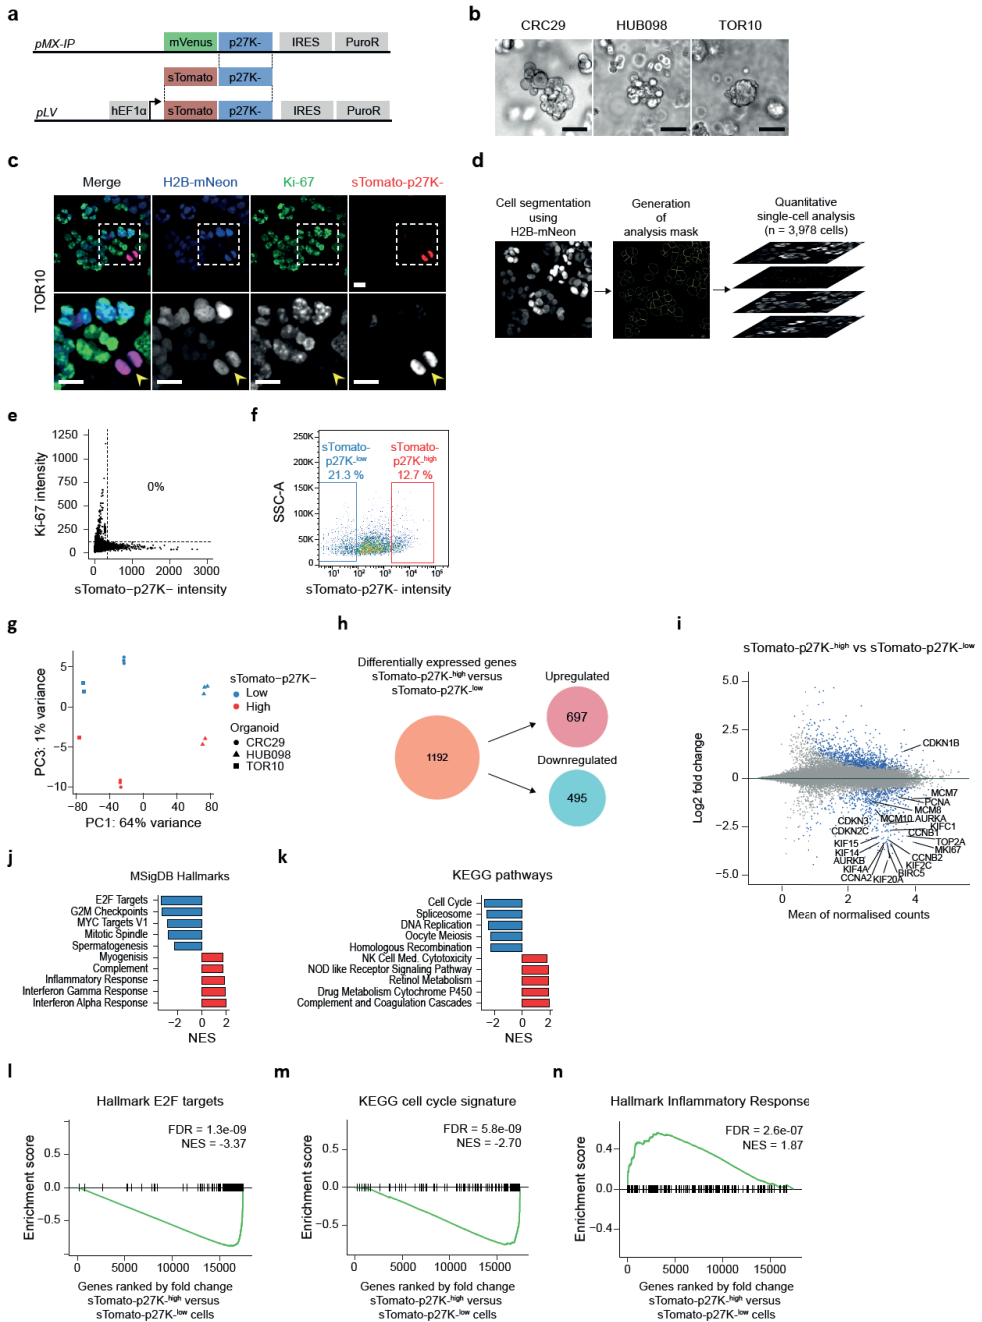 a
pMX-IP
mVenus
p27K-
IRES
PuroR
sTomato
p27K-
pLV
hEF1α
sTomato
p27K-
IRES
PuroR
b
CRC29
HUB098
TOR10
c
Merge
H2B-mNeon
Ki-67
sTomato-p27K-
TOR10
d
Cell segmentation
using
H2B-mNeon
Generation
of
analysis mask
Quantitative
single-cell analysis
(n = 3,978 cells)
e
1250
1000
750
500
250
0
0%
0
1000
2000
3000
Ki-67 intensity
sTomato−p27K− intensity
f
250K
200K
150K
100K
50K
0
sTomato-
p27K-low
21.3 %
sTomato-
p27K-high
12.7 %
10¹
10²
10³
10⁴
10⁵
SSC-A
sTomato-p27K- intensity
g
5
0
−5
−10
−80
−40
0
40
80
PC3: 1% variance
PC1: 64% variance
sTomato−p27K−
Low
High
Organoid
CRC29
HUB098
TOR10
h
Differentially expressed genes
sTomato-p27K-high versus
sTomato-p27K-low
1192
Upregulated
697
Downregulated
495
i
sTomato-p27K-high vs sTomato-p27K-low
5.0
2.5
0
−2.5
−5.0
Log2 fold change
CDKN1B
MCM7
PCNA
MCM8
MCM10
AURKA
CDKN3
CDKN2C
KIFC1
CCNB1
TOP2A
KIF15
MKI67
KIF14
CCNB2
AURKB
KIF2C
KIF4A
BIRC5
CCNA2
KIF20A
0
2
4
Mean of normalised counts
j
MSigDB Hallmarks
E2F Targets
G2M Checkpoints
MYC Targets V1
Mitotic Spindle
Spermatogenesis
Myogenisis
Complement
Inflammatory Response
Interferon Gamma Response
Interferon Alpha Response
−2
0
2
NES
k
KEGG pathways
Cell Cycle
Spliceosome
DNA Replication
Oocyte Meiosis
Homologous Recombination
NK Cell Med. Cytotoxicity
NOD like Receptor Signaling Pathway
Retinol Metabolism
Drug Metabolism Cytochrome P450
Complement and Coagulation Cascades
−2
0
2
NES
l
Hallmark E2F targets
FDR = 1.3e-09
NES = -3.37
0.5
0.0
−0.5
Enrichment score
0
5000
10000
15000
Genes ranked by fold change
sTomato-p27K-high versus
sTomato-p27K-low cells
m
KEGG cell cycle signature
FDR = 5.8e-09
NES = -2.70
0.5
0.0
−0.5
Enrichment score
0
5000
10000
15000
Genes ranked by fold change
sTomato-p27K-high versus
sTomato-p27K-low cells
n
Hallmark Inflammatory Response
FDR = 2.6e-07
NES = 1.87
0.4
0.0
−0.4
Enrichment score
0
5000
10000
15000
Genes ranked by fold change
sTomato-p27K-high versus
sTomato-p27K-low cells